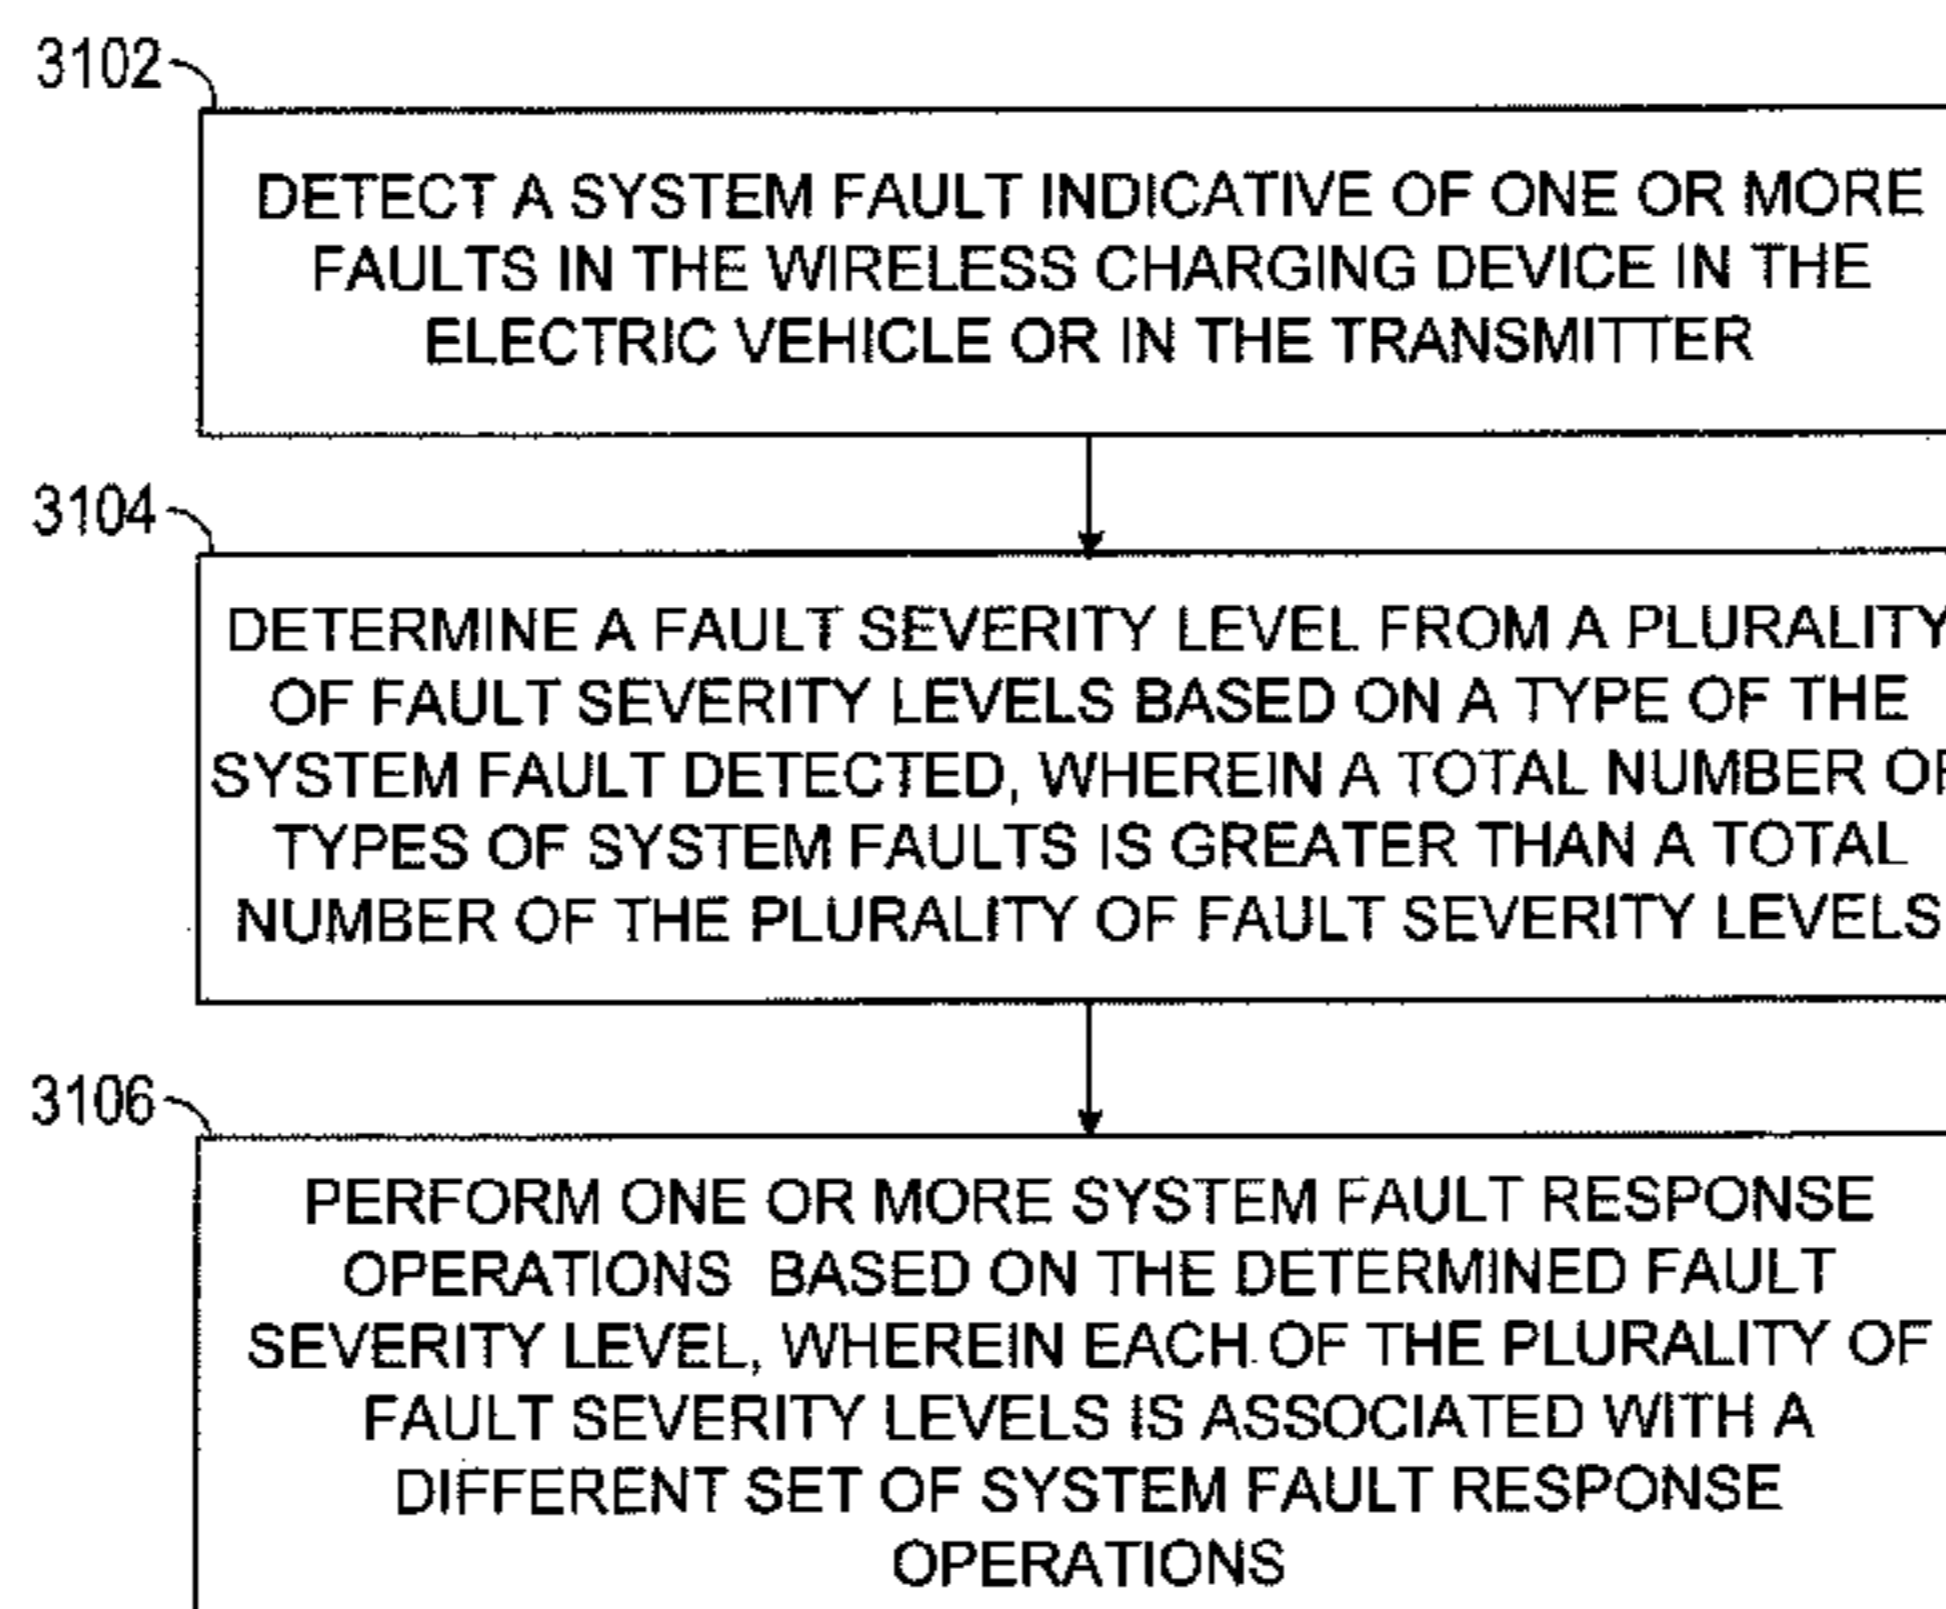 3102
DETECT A SYSTEM FAULT INDICATIVE OF ONE OR MORE
FAULTS IN THE WIRELESS CHARGING DEVICE IN THE
ELECTRIC VEHICLE OR IN THE TRANSMITTER
3104
DETERMINE A FAULT SEVERITY LEVEL FROM A PLURALITY
OF FAULT SEVERITY LEVELS BASED ON A TYPE OF THE
SYSTEM FAULT DETECTED, WHEREIN A TOTAL NUMBER OF
TYPES OF SYSTEM FAULTS IS GREATER THAN A TOTAL
NUMBER OF THE PLURALITY OF FAULT SEVERITY LEVELS
3106
PERFORM ONE OR MORE SYSTEM FAULT RESPONSE
OPERATIONS BASED ON THE DETERMINED FAULT
SEVERITY LEVEL, WHEREIN EACH OF THE PLURALITY OF
FAULT SEVERITY LEVELS IS ASSOCIATED WITH A
DIFFERENT SET OF SYSTEM FAULT RESPONSE
OPERATIONS